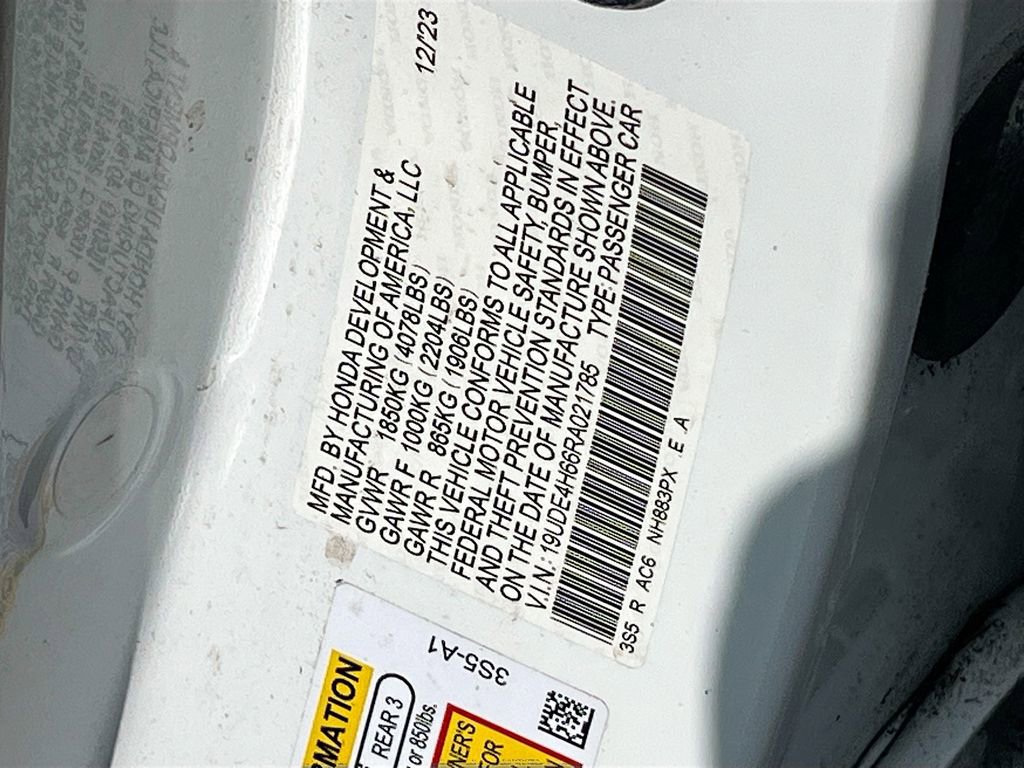 12/23
MFD. BY HONDA DEVELOPMENT &
MANUFACTURING OF AMERICA, LLC
GVWR 1850KG (4078LBS)
GAWR F 1000KG (2204LBS)
GAWR R 865KG (1906LBS)
THIS VEHICLE CONFORMS TO ALL APPLICABLE
FEDERAL MOTOR VEHICLE SAFETY, BUMPER,
AND THEFT PREVENTION STANDARDS IN EFFECT
ON THE DATE OF MANUFACTURE SHOWN ABOVE.
V.I.N.: 19UDE4H66RA021785 TYPE: PASSENGER CAR
3S5 R AC6 NH883PX E A
3S5-A1
RMATION
REAR 3
or 850lbs.
NER'S
FOR